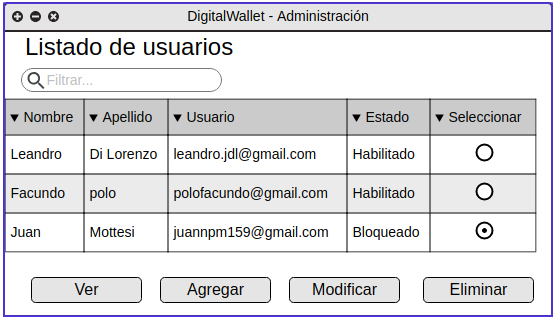 DigitalWallet - Administración
Listado de usuarios
Filtrar...
Nombre Apellido Usuario Estado Seleccionar
Leandro Di Lorenzo leandro.jdl@gmail.com Habilitado
Facundo polo polofacundo@gmail.com Habilitado
Juan Mottesi juannpm159@gmail.com Bloqueado
Ver Agregar Modificar Eliminar